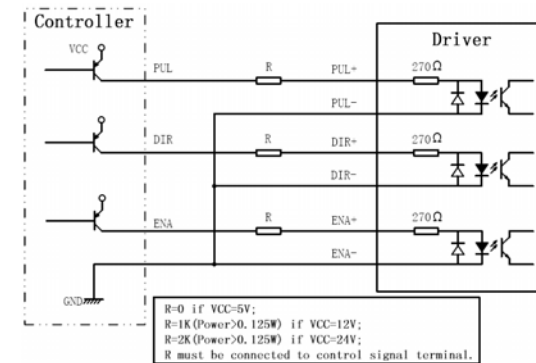 Controller
Driver
VCC
PUL
R
PUL+
270Ω
PUL-
DIR
R
DIR+
270Ω
DIR-
ENA
R
ENA+
270Ω
ENA-
GND
R=0 if VCC=5V;
R=1K(Power>0.125W) if VCC=12V;
R=2K(Power>0.125W) if VCC=24V;
R must be connected to control signal terminal.